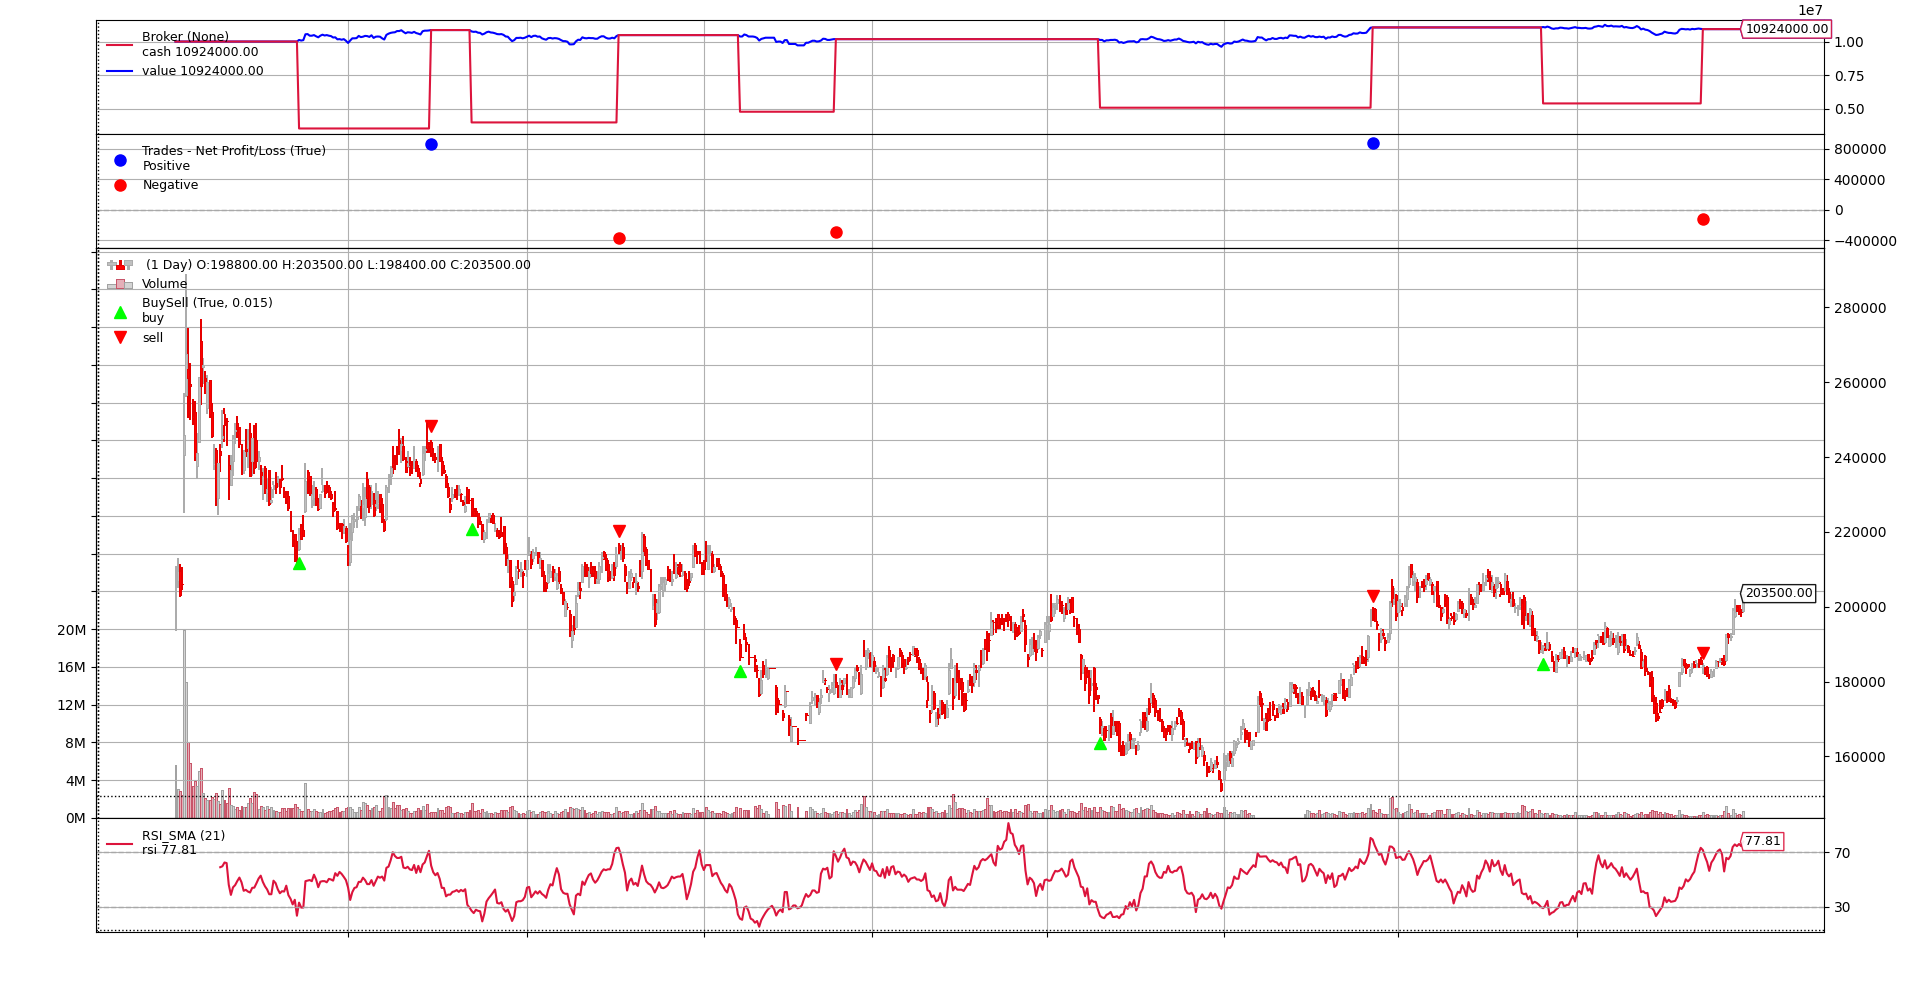 1e7
Broker (None)
cash 10924000.00
value 10924000.00
10924000.00
1.00
0.75
0.50
Trades - Net Profit/Loss (True)
Positive
Negative
800000
400000
0
−400000
(1 Day) O:198800.00 H:203500.00 L:198400.00 C:203500.00
Volume
BuySell (True, 0.015)
buy
sell
280000
260000
240000
220000
203500.00
200000
180000
160000
20M
16M
12M
8M
4M
0M
RSI_SMA (21)
rsi 77.81
77.81
70
30